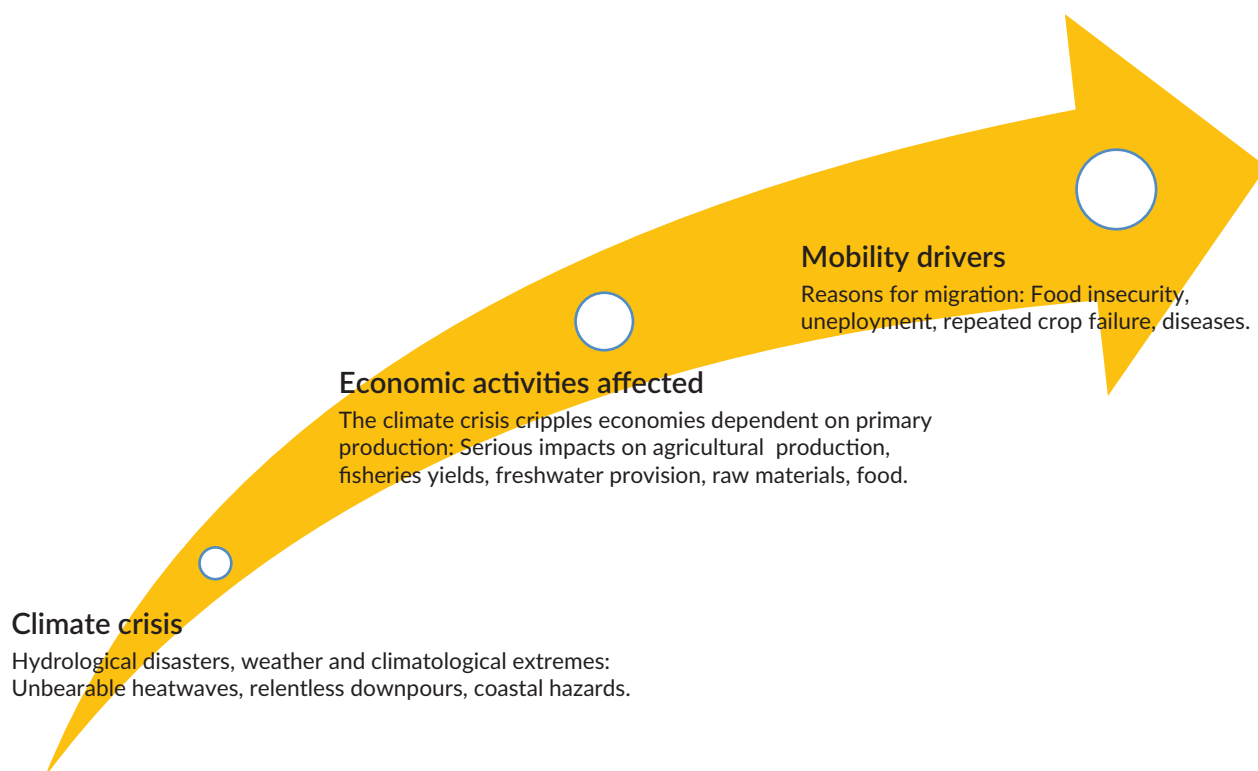 Mobility drivers
Reasons for migration: Food insecurity,
uneployment, repeated crop failure, diseases.
Economic activities affected
The climate crisis cripples economies dependent on primary
production: Serious impacts on agricultural  production,
fisheries yields, freshwater provision, raw materials, food.
Climate crisis
Hydrological disasters, weather and climatological extremes:
Unbearable heatwaves, relentless downpours, coastal hazards.